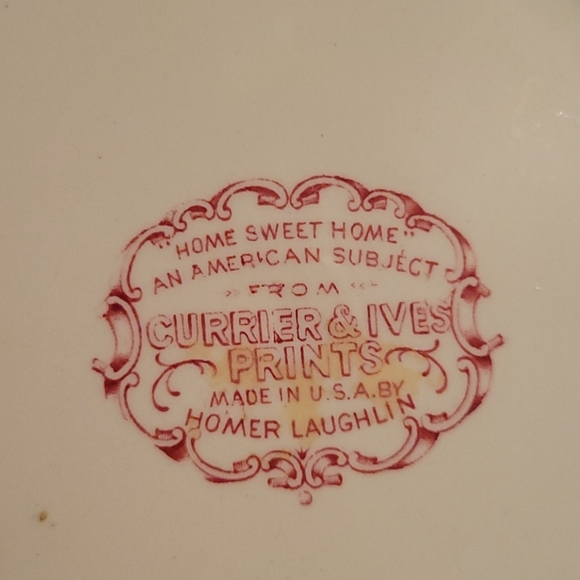 "HOME SWEET HOME"
AN AMERICAN SUBJECT
FROM
CURRIER & IVES
PRINTS
MADE IN U.S.A. BY
HOMER LAUGHLIN